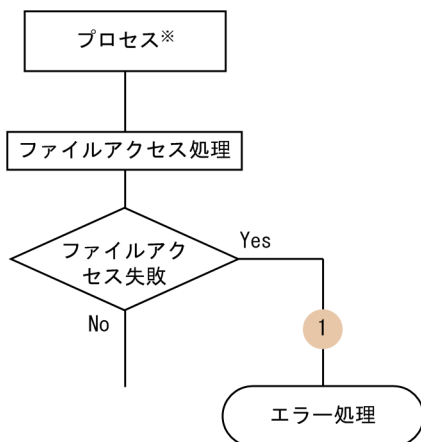 プロセス※
ファイルアクセス処理
ファイルアク
セス失敗
Yes
No
1
エラー処理